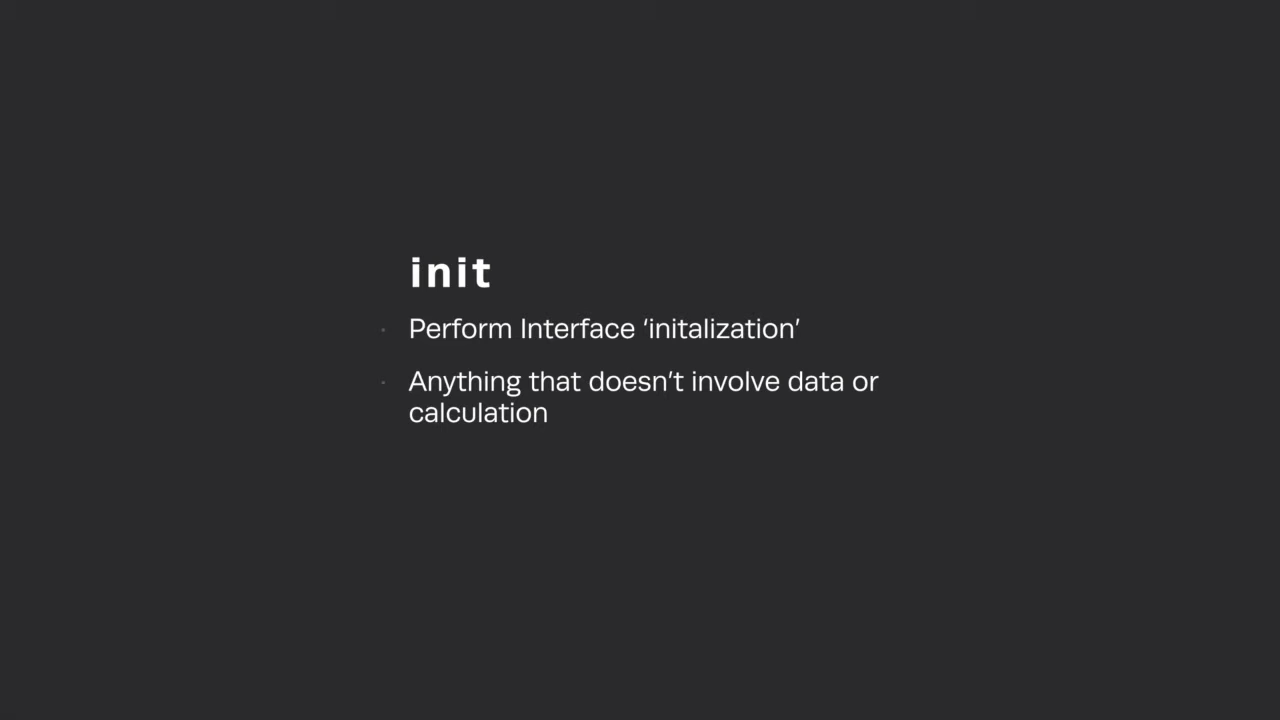 init
· Perform Interface ‘initalization’
· Anything that doesn’t involve data or
calculation